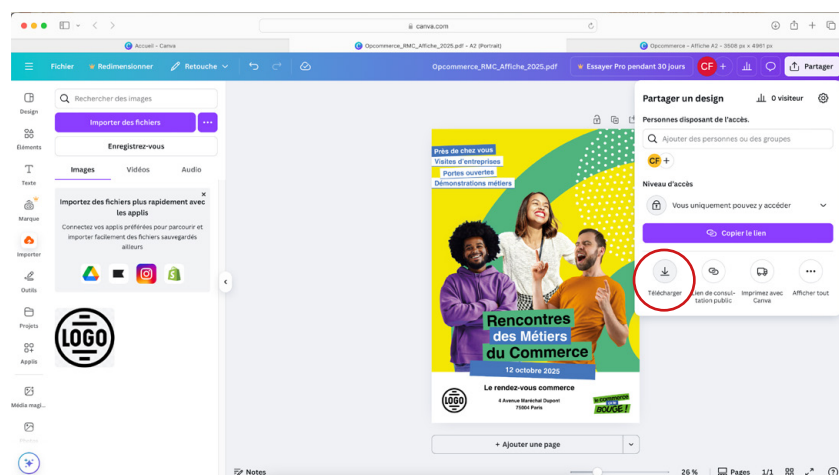 canva.com
Accueil - Canva
Opcommerce_RMC_Affiche_2025.pdf - A2 (Portrait)
Opcommerce - Affiche A2 - 3508 px × 4961 px
Fichier
Redimensionner
Retouche
Opcommerce_RMC_Affiche_2025.pdf
Essayer Pro pendant 30 jours
CF
+
Partager
Design
Éléments
Texte
Marque
Importer
Outils
Projets
Applis
Média magi...
Photos
Rechercher des images
Importer des fichiers
Enregistrez-vous
Images
Vidéos
Audio
Importez des fichiers plus rapidement avec
les applis
Connectez vos applis préférées pour parcourir et
importer facilement des fichiers sauvegardés
ailleurs
LOGO
Près de chez vous
Visites d'entreprises
Portes ouvertes
Démonstrations métiers
Rencontres
des Métiers
du Commerce
12 octobre 2025
Le rendez-vous commerce
4 Avenue Maréchal Dupont
75004 Paris
LOGO
BOUGE !
+ Ajouter une page
Partager un design
0 visiteur
Personnes disposant de l'accès.
Ajouter des personnes ou des groupes
CF
+
Niveau d'accès
Vous uniquement pouvez y accéder
Copier le lien
Télécharger
Lien de consul-
tation public
Imprimez avec
Canva
Afficher tout
Notes
26 %
Pages
1/1